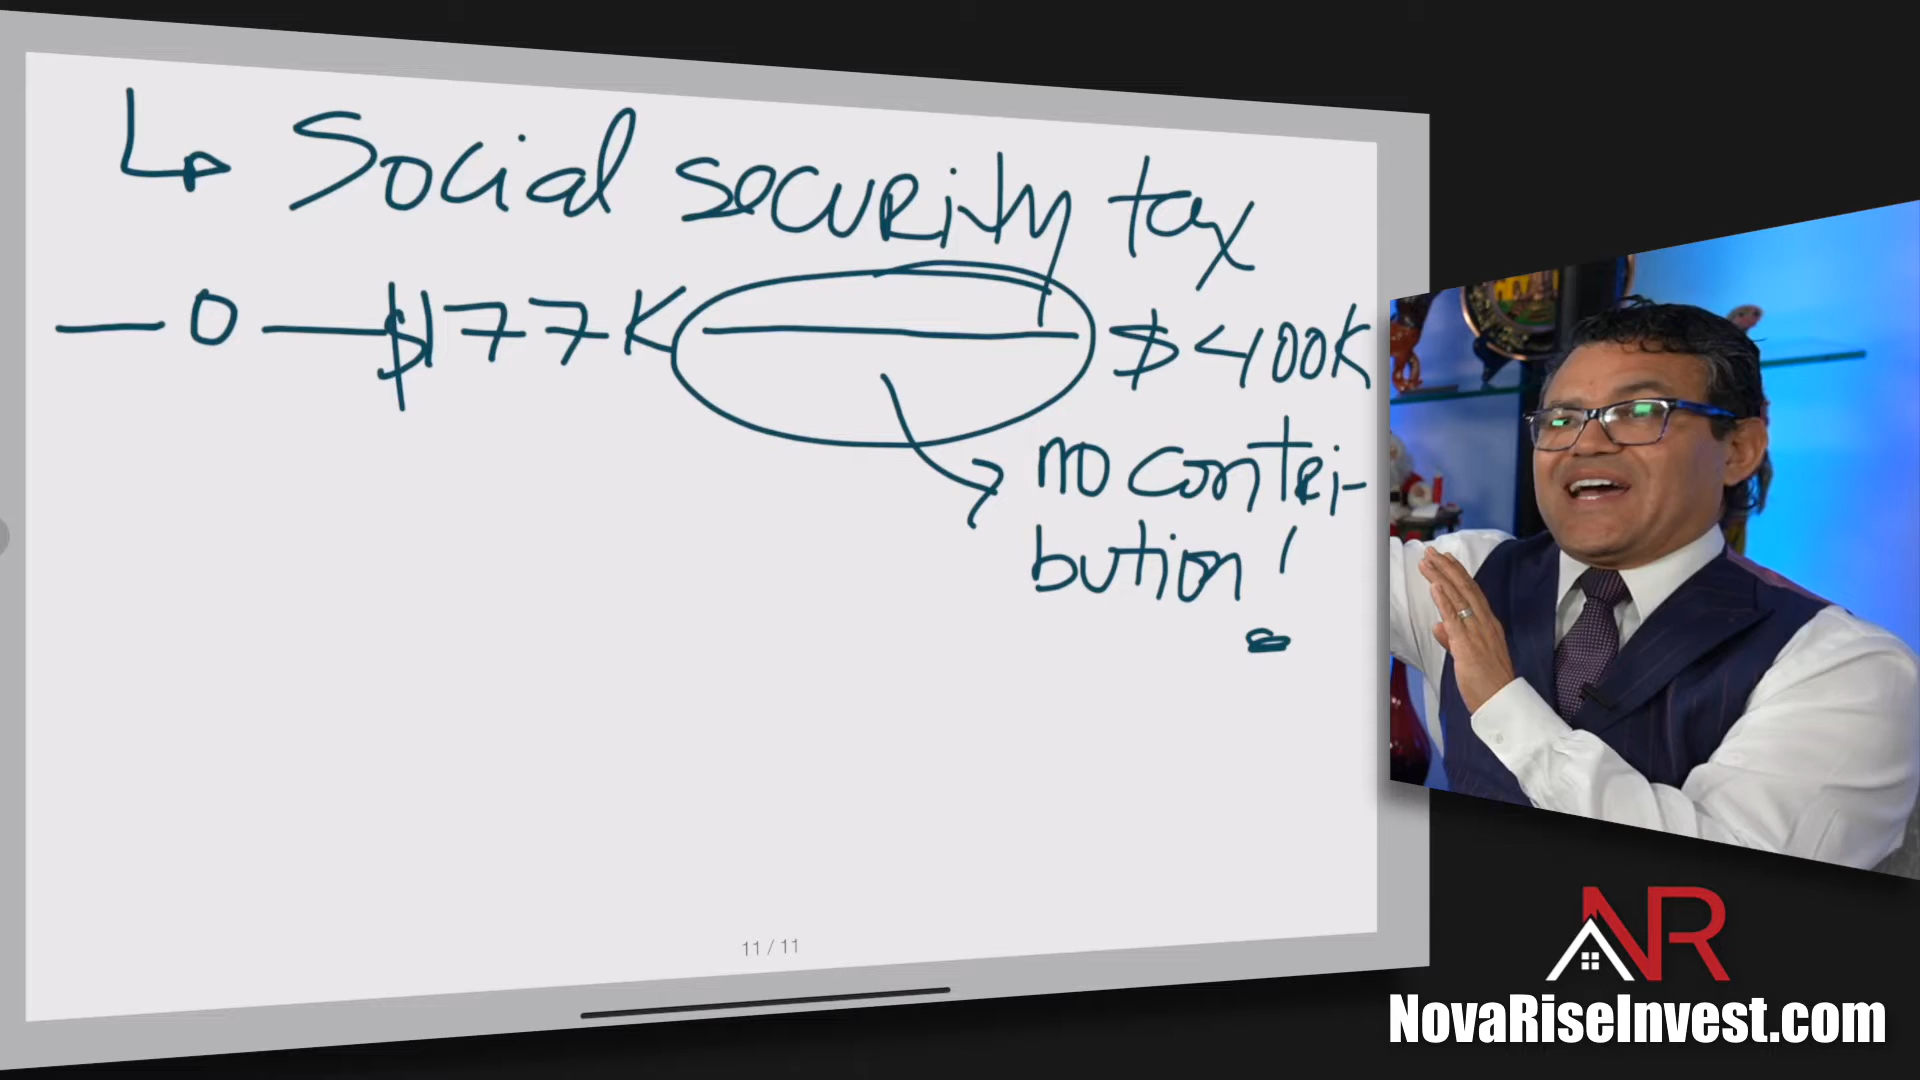 Social security tax
0 $177K $400K
no contri-
bution!
11 / 11
NR
NovaRiseInvest.com